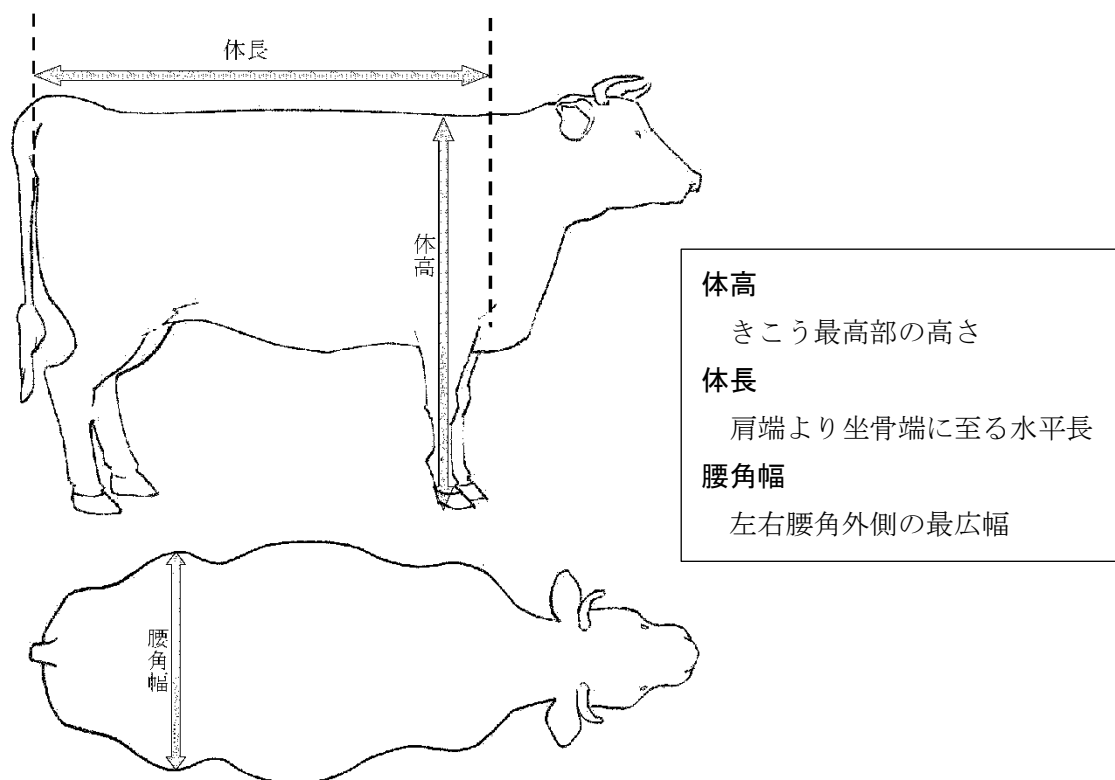 体長
体高
腰角幅
体高
きこう最高部の高さ
体長
肩端より坐骨端に至る水平長
腰角幅
左右腰角外側の最広幅